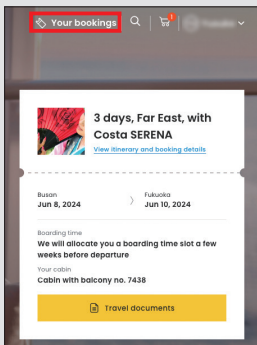 Your bookings
1
3 days, Far East, with
Costa SERENA
View itinerary and booking details
Busan
Jun 8, 2024
Fukuoka
Jun 10, 2024
Boarding time
We will allocate you a boarding time slot a few
weeks before departure
Your cabin
Cabin with balcony no. 7438
Travel documents